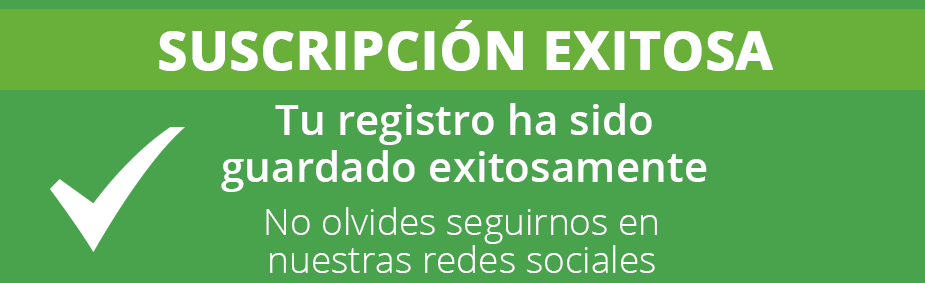 SUSCRIPCIÓN EXITOSA
Tu registro ha sido
guardado exitosamente
No olvides seguirnos en
nuestras redes sociales